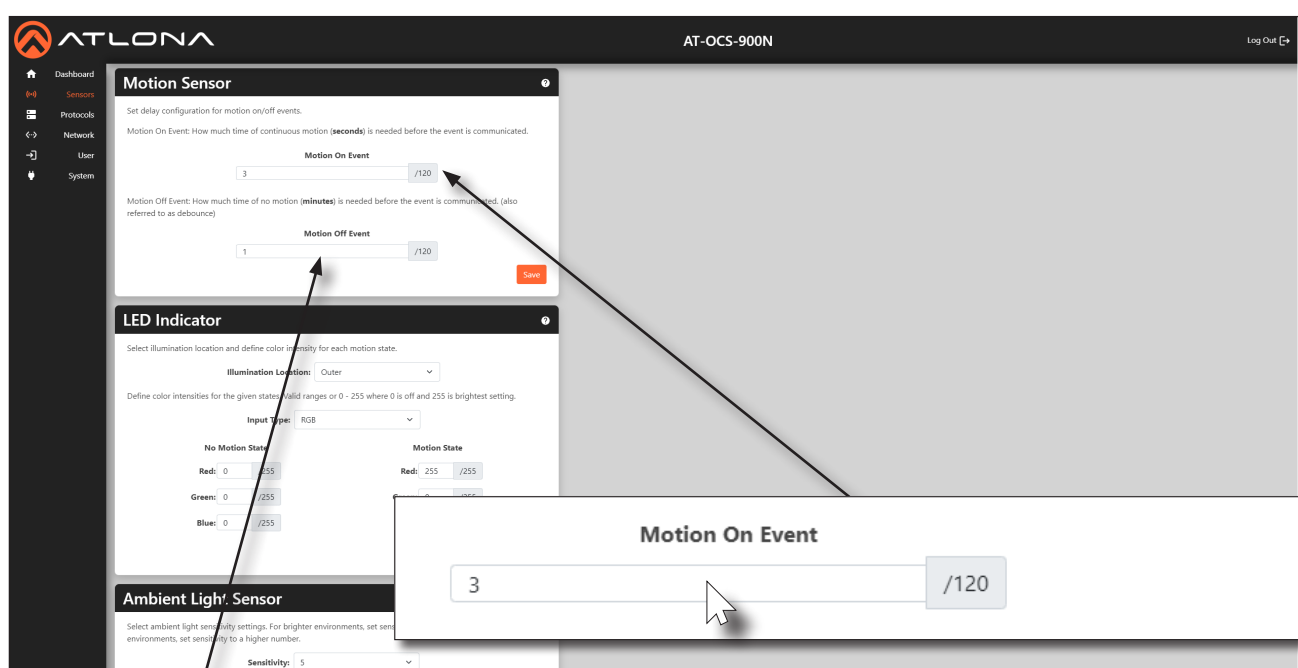 ATLONA
AT-OCS-900N
Log Out
Dashboard
Sensors
Protocols
Network
User
System
Motion Sensor
Set delay configuration for motion on/off events.
Motion On Event: How much time of continuous motion (seconds) is needed before the event is communicated.
Motion On Event
3 /120
Motion Off Event: How much time of no motion (minutes) is needed before the event is communicated. (also
referred to as debounce)
Motion Off Event
1 /120
Save
LED Indicator
Select illumination location and define color intensity for each motion state.
Illumination Location: Outer
Define color intensities for the given states. Valid ranges or 0 - 255 where 0 is off and 255 is brightest setting.
Input Type: RGB
No Motion State Motion State
Red: 0 /255 Red: 255 /255
Green: 0 /255
Blue: 0 /255
Motion On Event
3 /120
Ambient Light Sensor
Select ambient light sensitivity settings. For brighter environments, set
environments, set sensitivity to a higher number.
Sensitivity: 5